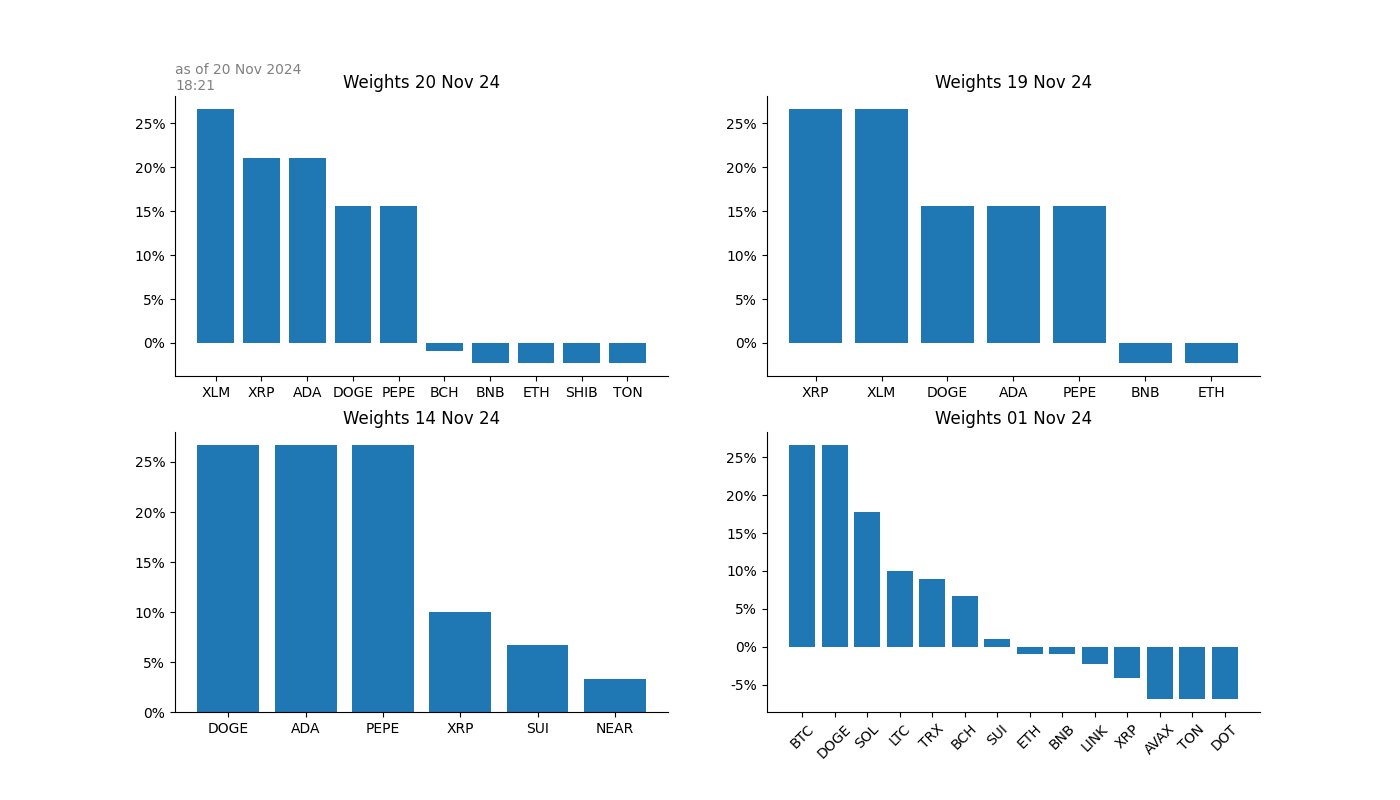 as of 20 Nov 2024
18:21
Weights 20 Nov 24
25%
20%
15%
10%
5%
0%
XLM XRP ADA DOGE PEPE BCH BNB ETH SHIB TON
Weights 19 Nov 24
25%
20%
15%
10%
5%
0%
XRP XLM DOGE ADA PEPE BNB ETH
Weights 14 Nov 24
25%
20%
15%
10%
5%
0%
DOGE ADA PEPE XRP SUI NEAR
Weights 01 Nov 24
25%
20%
15%
10%
5%
0%
-5%
BTC DOGE SOL LTC TRX BCH SUI ETH BNB LINK XRP AVAX TON DOT